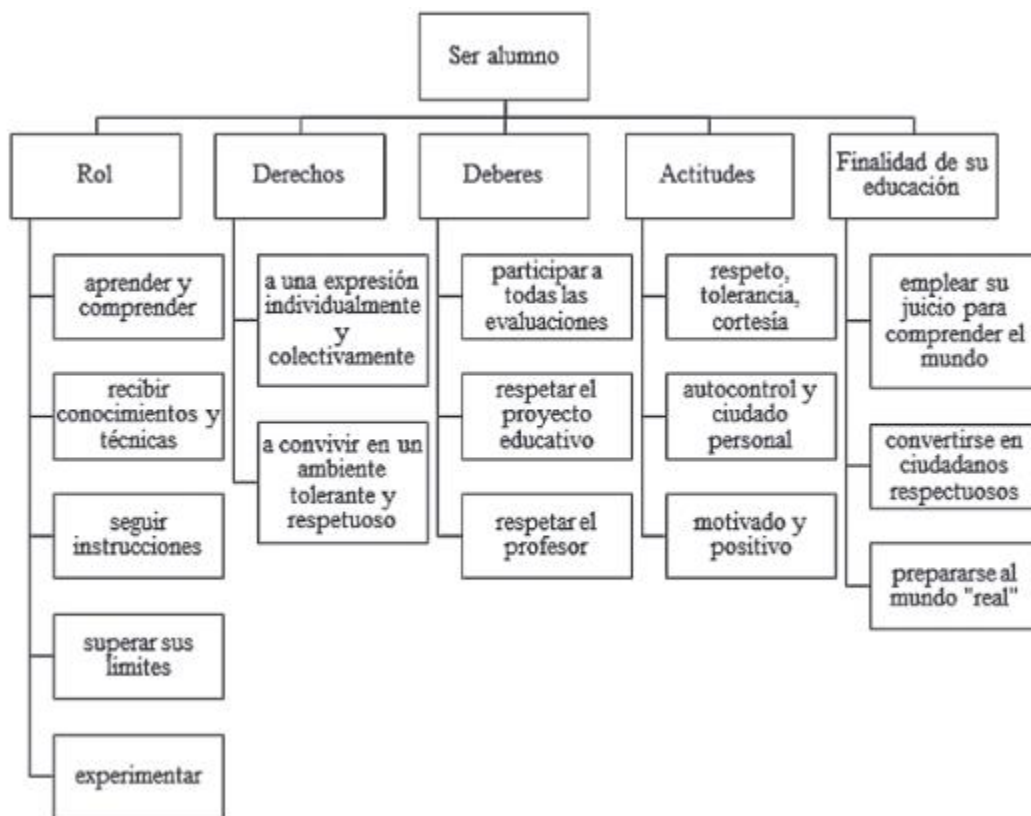 Ser alumno
Rol
Derechos
Deberes
Actitudes
Finalidad de su
educación
aprender y
comprender
recibir
conocimientos y
técnicas
seguir
instrucciones
superar sus
limites
experimentar
a una expresión
individualmente
y
colectivamente
a convivir en un
ambiente
tolerante y
respetuoso
participar a
todas las
evaluaciones
respetar el
proyecto
educativo
respetar el
profesor
respeto,
tolerancia,
cortesía
autocontrol y
ciudado
personal
motivado y
positivo
emplear su
juicio para
comprender el
mundo
convertirse en
ciudadanos
respectuosos
prepararse al
mundo "real"